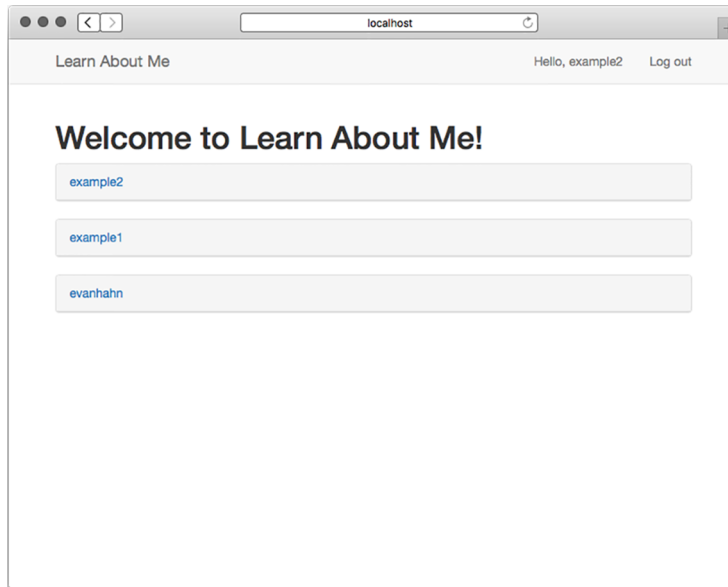 localhost
Learn About Me Hello, example2 Log out
Welcome to Learn About Me!
example2
example1
evanhahn